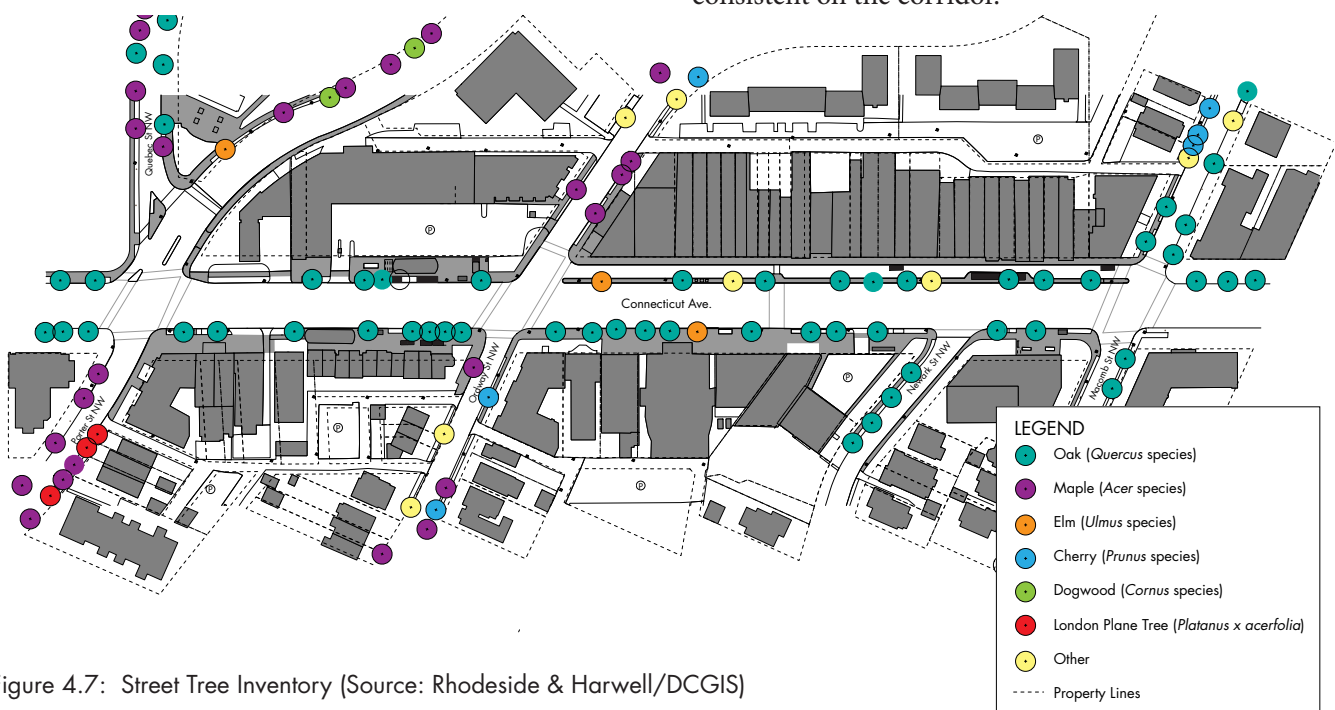 consistent on the corridor.
Quebec St NW
Ⓟ
Ⓟ
Connecticut Ave.
Porter St NW
Ordway St NW
Newark St NW
Macomb St NW
Ⓟ
Ⓟ
Ⓟ
Ⓟ
LEGEND
Oak (Quercus species)
Maple (Acer species)
Elm (Ulmus species)
Cherry (Prunus species)
Dogwood (Cornus species)
London Plane Tree (Platanus x acerfolia)
Other
Property Lines
igure 4.7: Street Tree Inventory (Source: Rhodeside & Harwell/DCGIS)